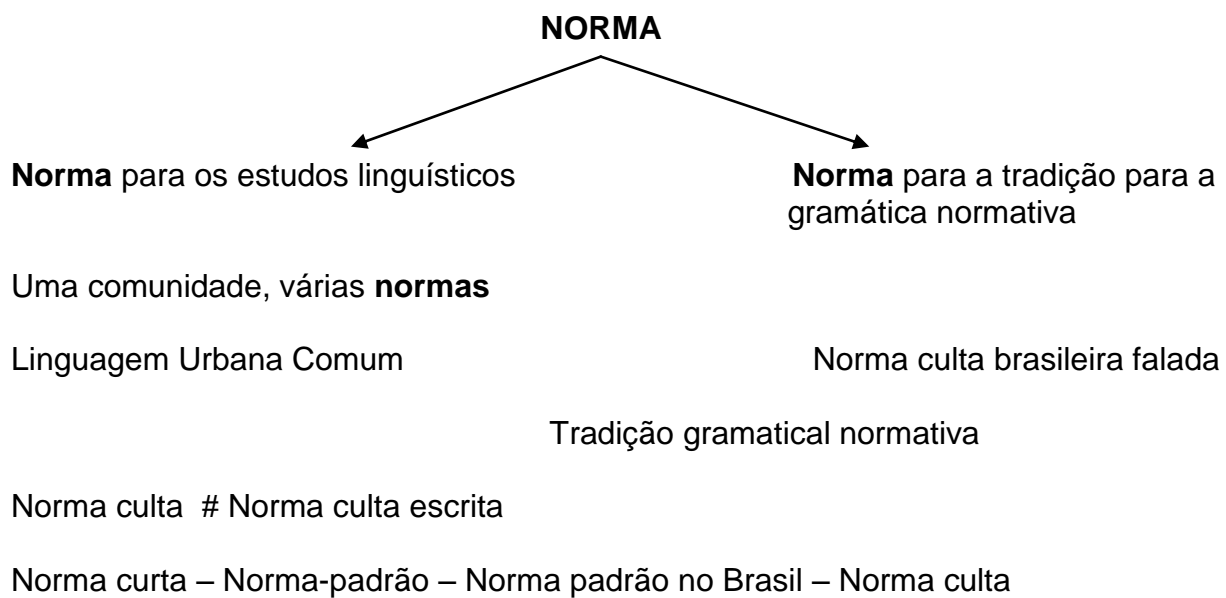 NORMA
Norma para os estudos linguísticos
Norma para a tradição para a
gramática normativa
Uma comunidade, várias normas
Linguagem Urbana Comum
Norma culta brasileira falada
Tradição gramatical normativa
Norma culta # Norma culta escrita
Norma curta – Norma-padrão – Norma padrão no Brasil – Norma culta